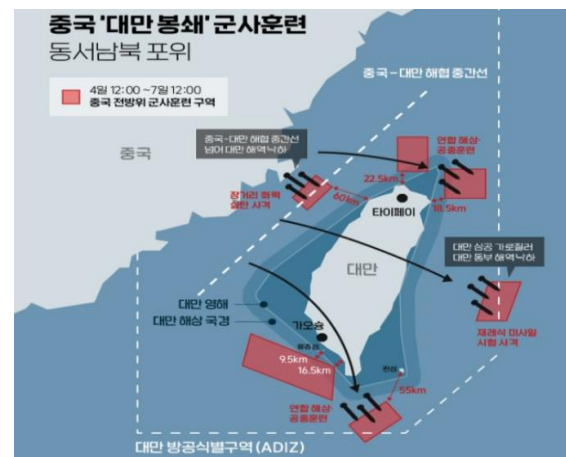 중국 '대만 봉쇄' 군사훈련
동서남북 포위
4일 12:00 ~7일 12:00
중국 전방위 군사훈련 구역
중국 – 대만 해협 중간선
중국-대만 해협 중간선
넘어 대만 해역낙하
중국
연합 해상·
공중훈련
장거리 화력
실탄 사격
60km
22.5km
18.5km
타이페이
대만 상공 가로질러
대만 동부 해역낙하
대만
대만 영해
대만 해상 국경
가오슝
재래식 미사일
시험 사격
9.5km
16.5km
55km
연합 해상·
공중훈련
대만 방공식별구역 (ADIZ)